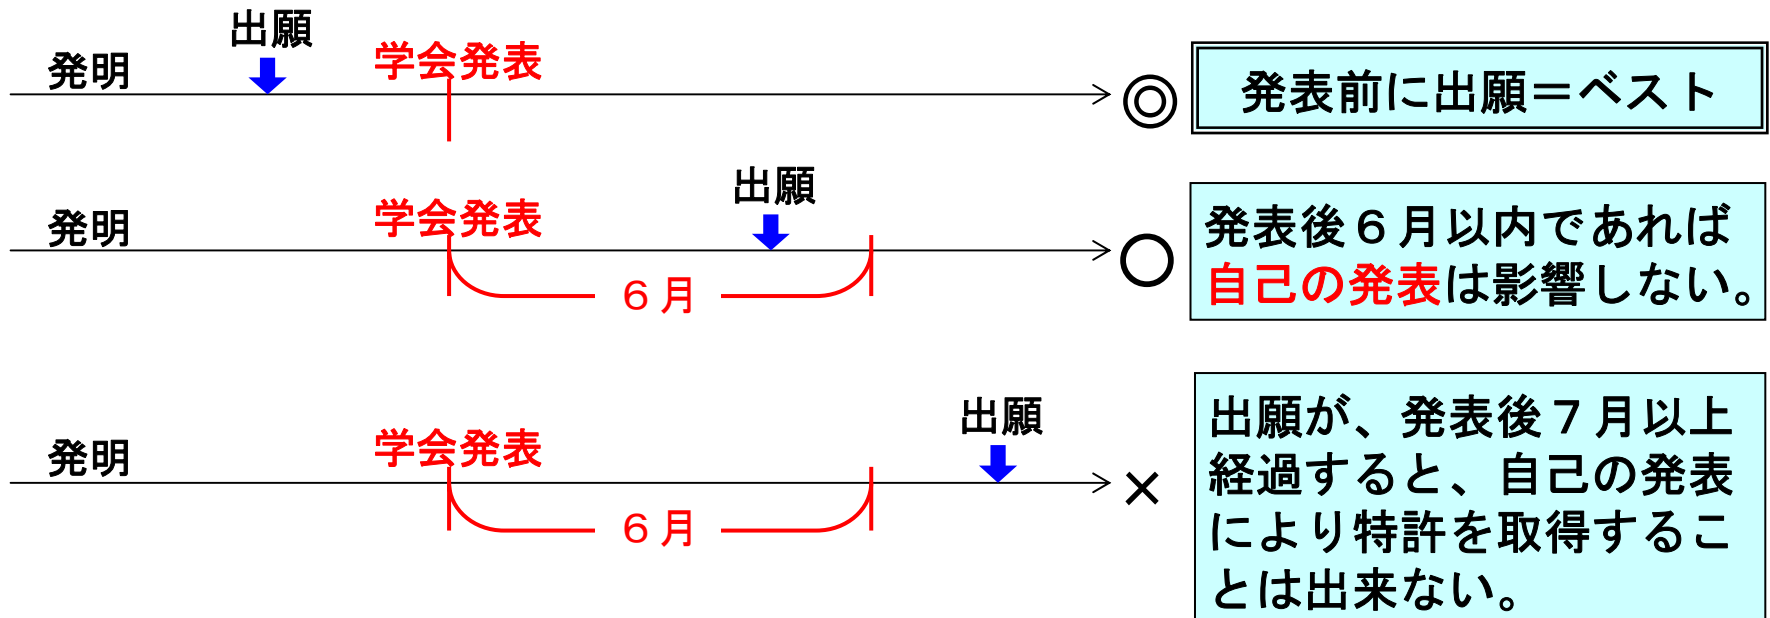 出願
発明
学会発表
◎
発表前に出願＝ベスト
出願
発明
学会発表
６月
○
発表後６月以内であれば
自己の発表は影響しない。
出願
発明
学会発表
６月
×
出願が、発表後７月以上
経過すると、自己の発表
により特許を取得するこ
とは出来ない。